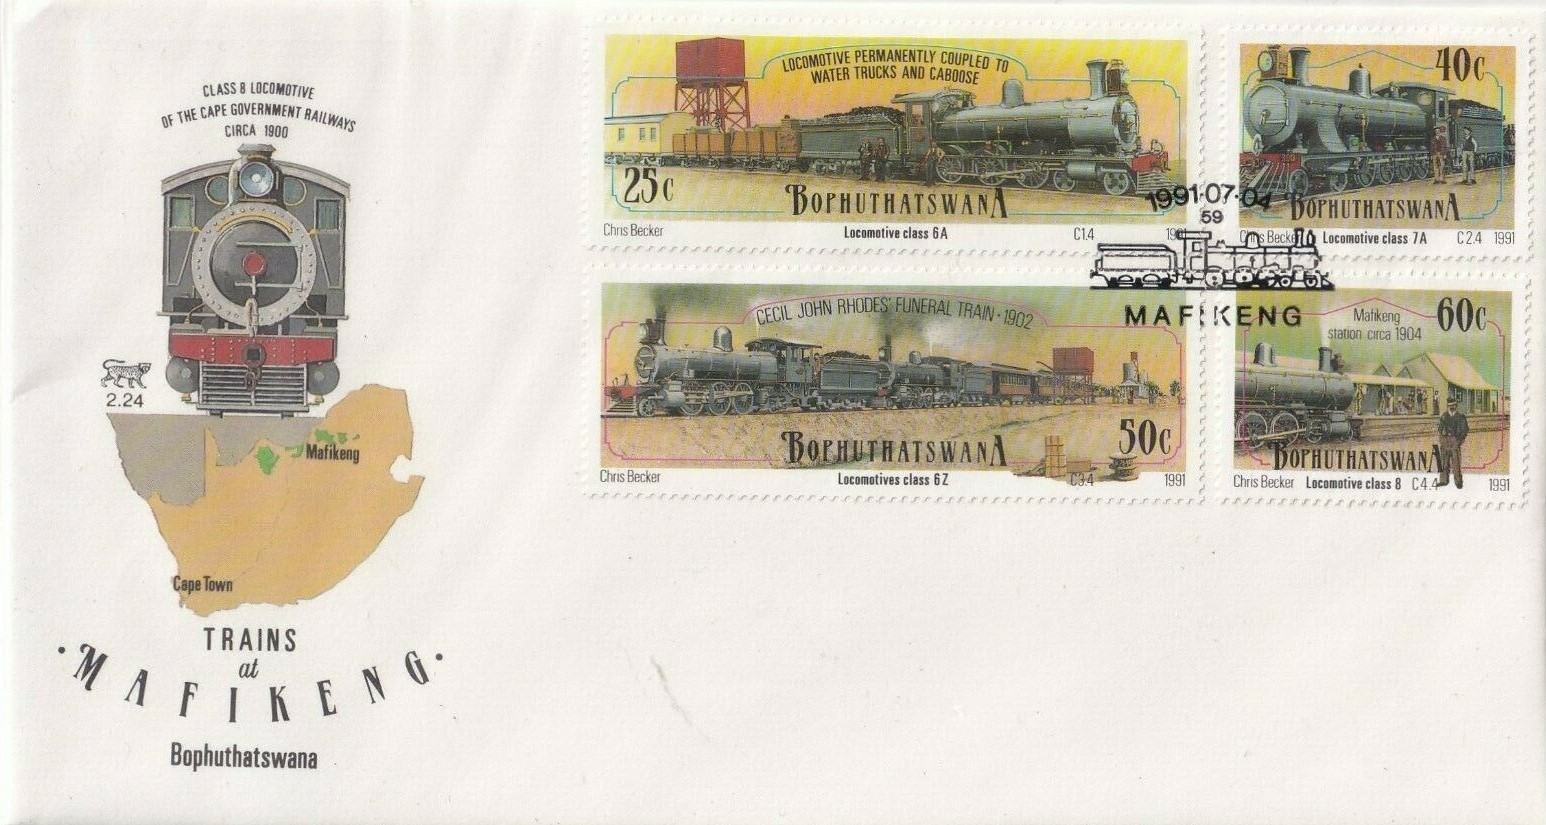 CLASS 8 LOCOMOTIVE
OF THE CAPE GOVERNMENT RAILWAYS
CIRCA 1900
2.24
Mafikeng
Cape Town
TRAINS
at
·MAFIKENG·
Bophuthatswana
LOCOMOTIVE PERMANENTLY COUPLED TO
WATER TRUCKS AND CABOOSE
25c
BOPHUTHATSWANA
Chris Becker Locomotive class 6A C1.4 1991
40c
BOPHUTHATSWANA
Chris Becker Locomotive class 7A C2.4 1991
1991-07-04
59
MAFIKENG
CECIL JOHN RHODES' FUNERAL TRAIN · 1902
50c
BOPHUTHATSWANA
Chris Becker Locomotives class 6Z C3.4 1991
Mafikeng
station circa 1904
60c
BOPHUTHATSWANA
Chris Becker Locomotive class 8 C4.4 1991